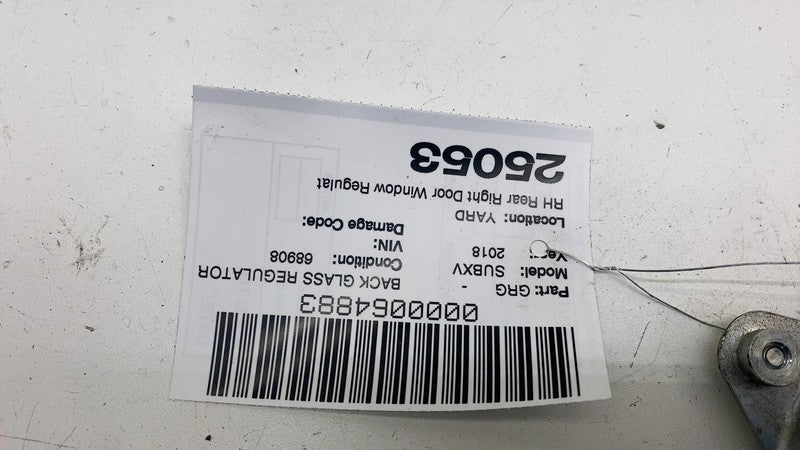 0000064883
Part: GRG - BACK GLASS REGULATOR
Model: SUBXV Condition: 68908
Year: 2018 VIN:
Location: YARD Damage Code:
RH Rear Right Door Window Regulat
25053